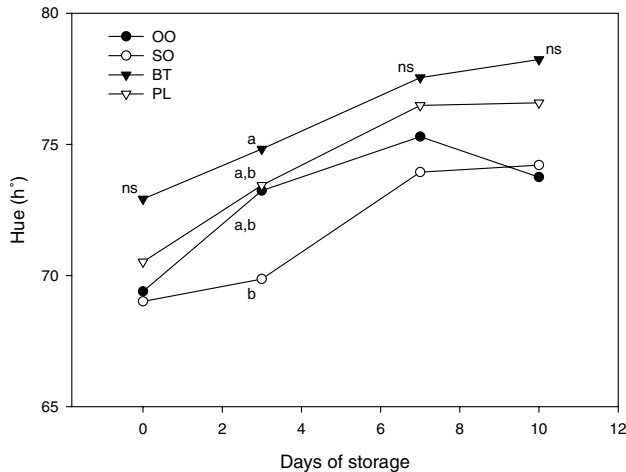 80
75
70
65
Hue (h°)
OO
SO
BT
PL
ns
a
a,b
a,b
b
ns
ns
0
2
4
6
8
10
12
Days of storage